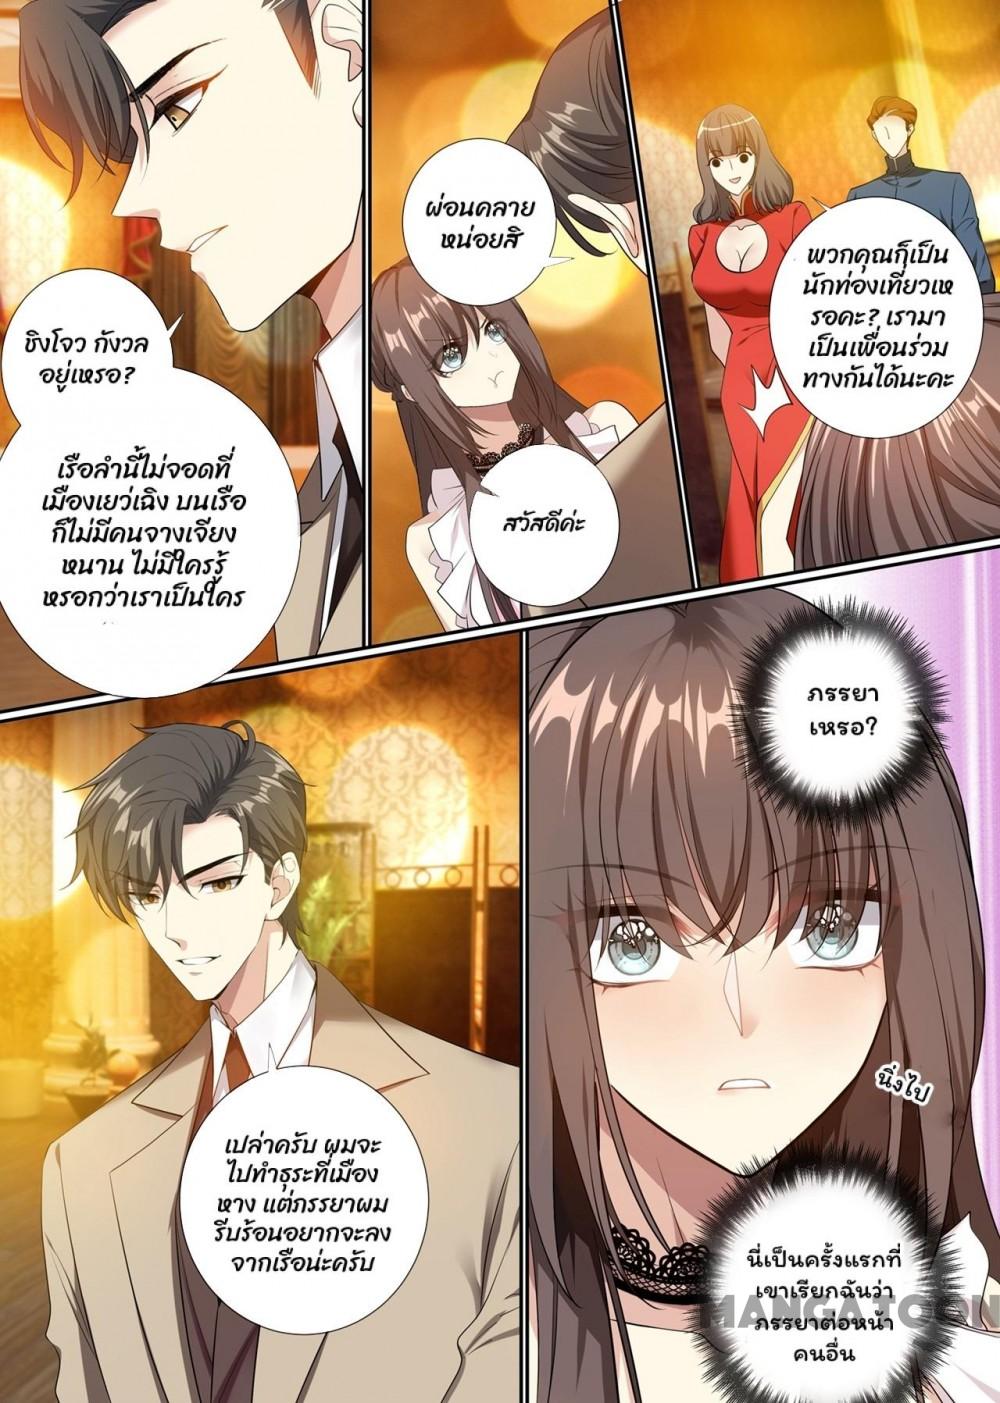 ชิงโจว กังวล
อยู่เหรอ?
เรือลำนี้ไม่จอดที่
เมืองเยว่เฉิง บนเรือ
ก็ไม่มีคนจางเจียง
หนาน ไม่มีใครรู้
หรอกว่าเราเป็นใคร
ผ่อนคลาย
หน่อยสิ
สวัสดีค่ะ
พวกคุณก็เป็น
นักท่องเที่ยวเห
รอคะ? เรามา
เป็นเพื่อนร่วม
ทางกันได้นะคะ
เปล่าครับ ผมจะ
ไปทำธุระที่เมือง
หาง แต่ภรรยาผม
รีบร้อนอยากจะลง
จากเรือน่ะครับ
ภรรยา
เหรอ?
นิ่งไป
นี่เป็นครั้งแรกที่
เขาเรียกฉันว่า
ภรรยาต่อหน้า
คนอื่น
MANGATOON